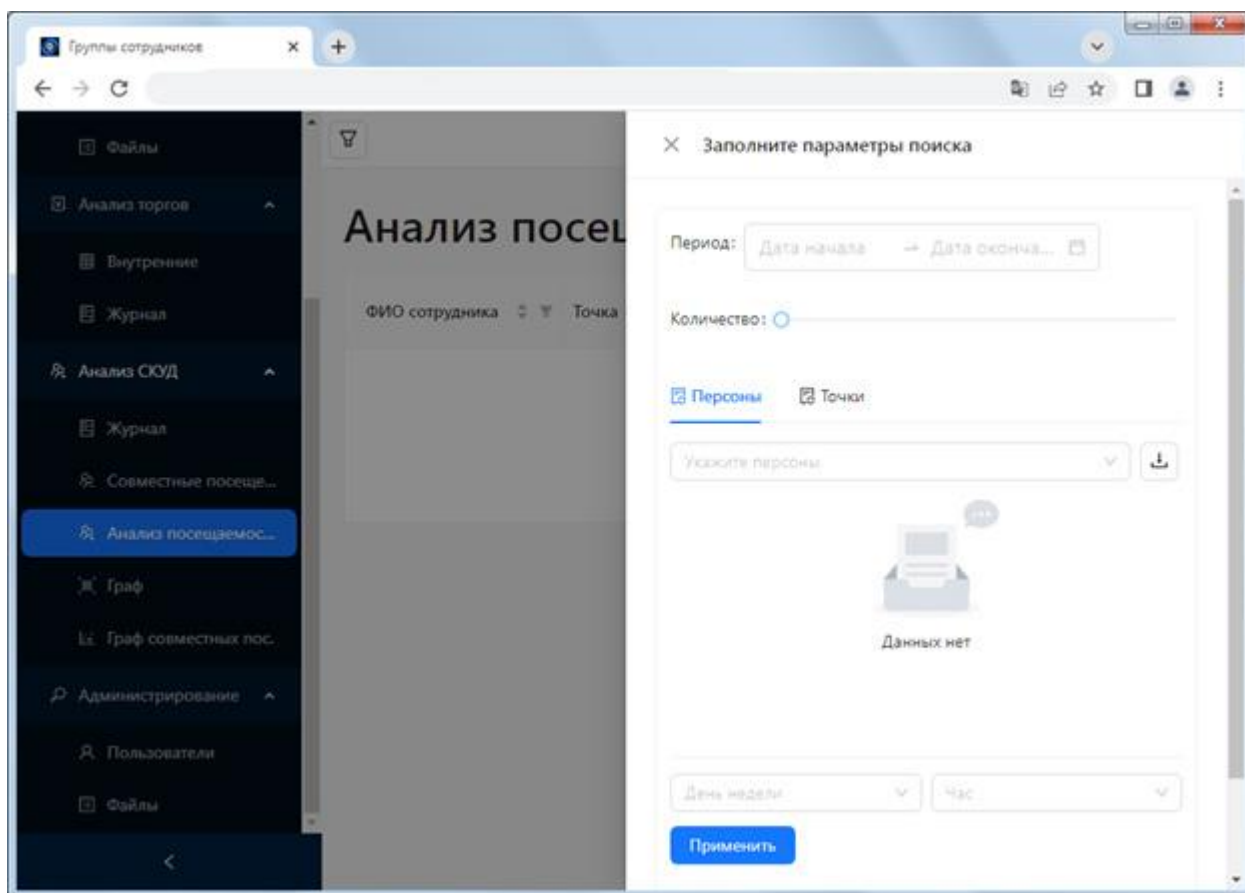 Группы сотрудников
Файлы
Анализ торгов
Внутренние
Журнал
Анализ СКУД
Журнал
Совместные посеще...
Анализ посещаемос...
Граф
Граф совместных пос.
Администрирование
Пользователи
Файлы
Анализ посещ
ФИО сотрудника Точка
Заполните параметры поиска
Период: Дата начала → Дата оконча...
Количество:
Персоны Точки
Укажите персоны
Данных нет
День недели Час
Применить